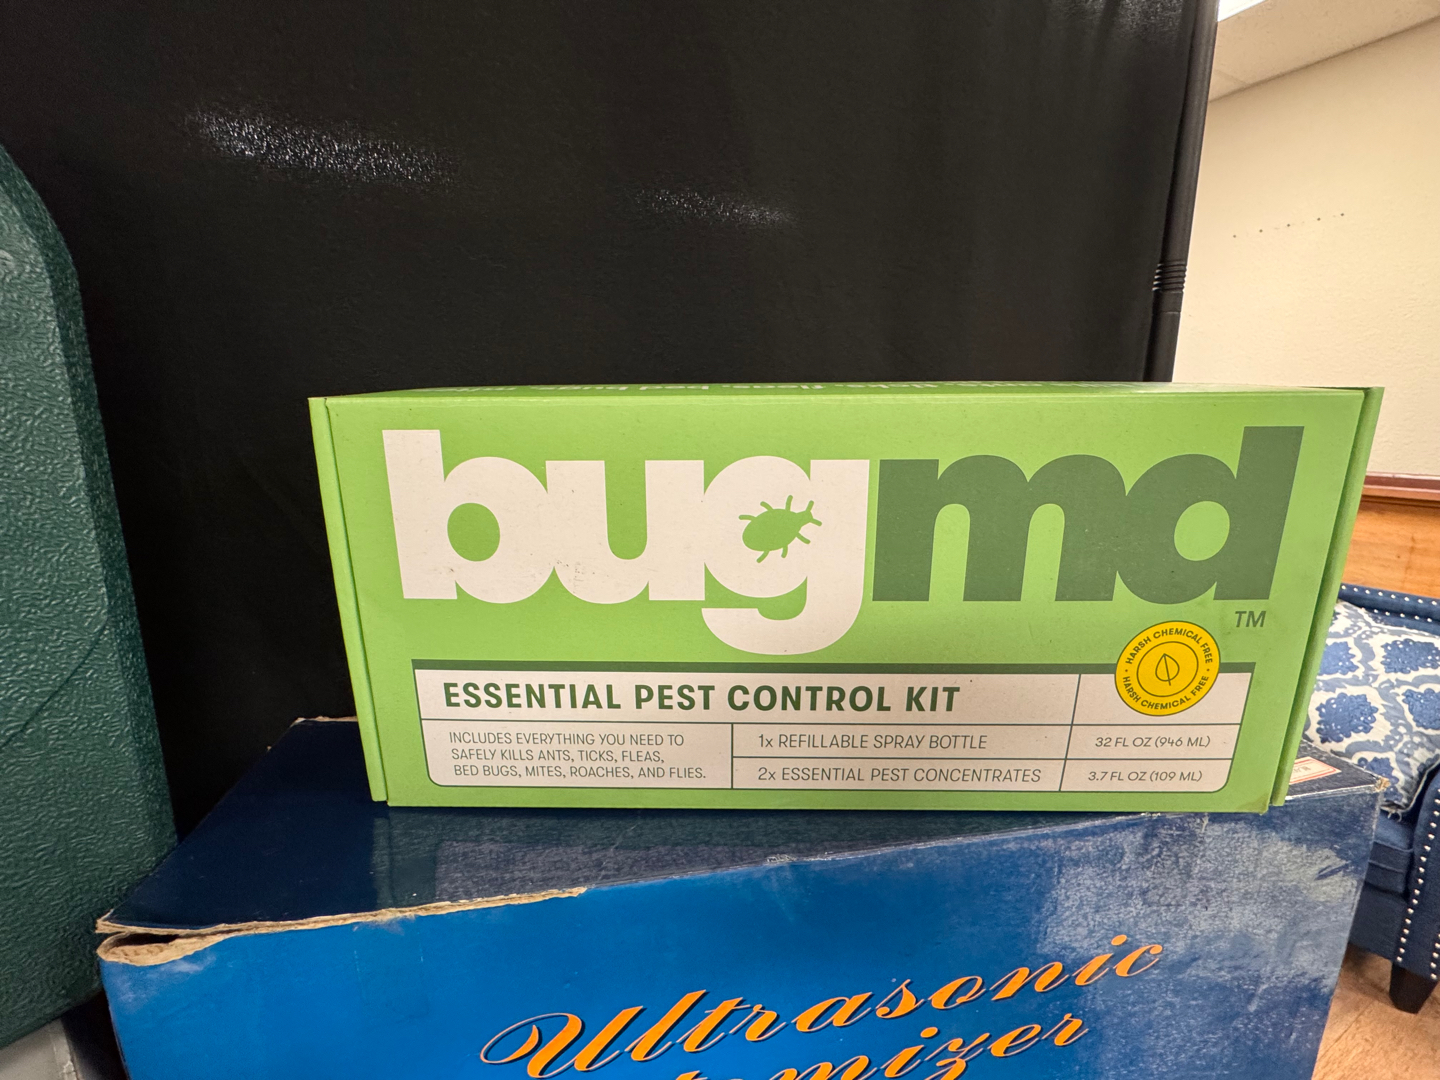 bugmd
TM
HARSH CHEMICAL FREE
HARSH CHEMICAL FREE
ESSENTIAL PEST CONTROL KIT
INCLUDES EVERYTHING YOU NEED TO
SAFELY KILLS ANTS, TICKS, FLEAS,
BED BUGS, MITES, ROACHES, AND FLIES.
1x REFILLABLE SPRAY BOTTLE
32 FL OZ (946 ML)
2x ESSENTIAL PEST CONCENTRATES
3.7 FL OZ (109 ML)
Ultrasonic